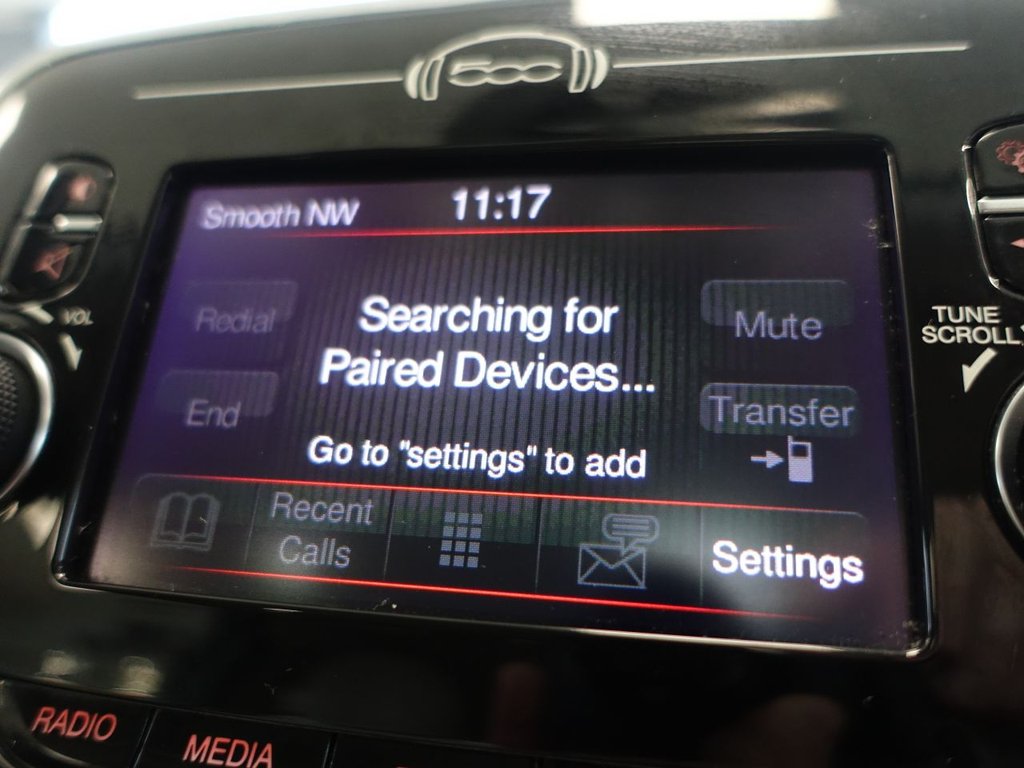 500
Smooth NW 11:17
VOL
Redial
Searching for
Paired Devices...
Mute
TUNE
SCROLL
End
Transfer
Go to "settings" to add
Recent
Calls
Settings
RADIO
MEDIA